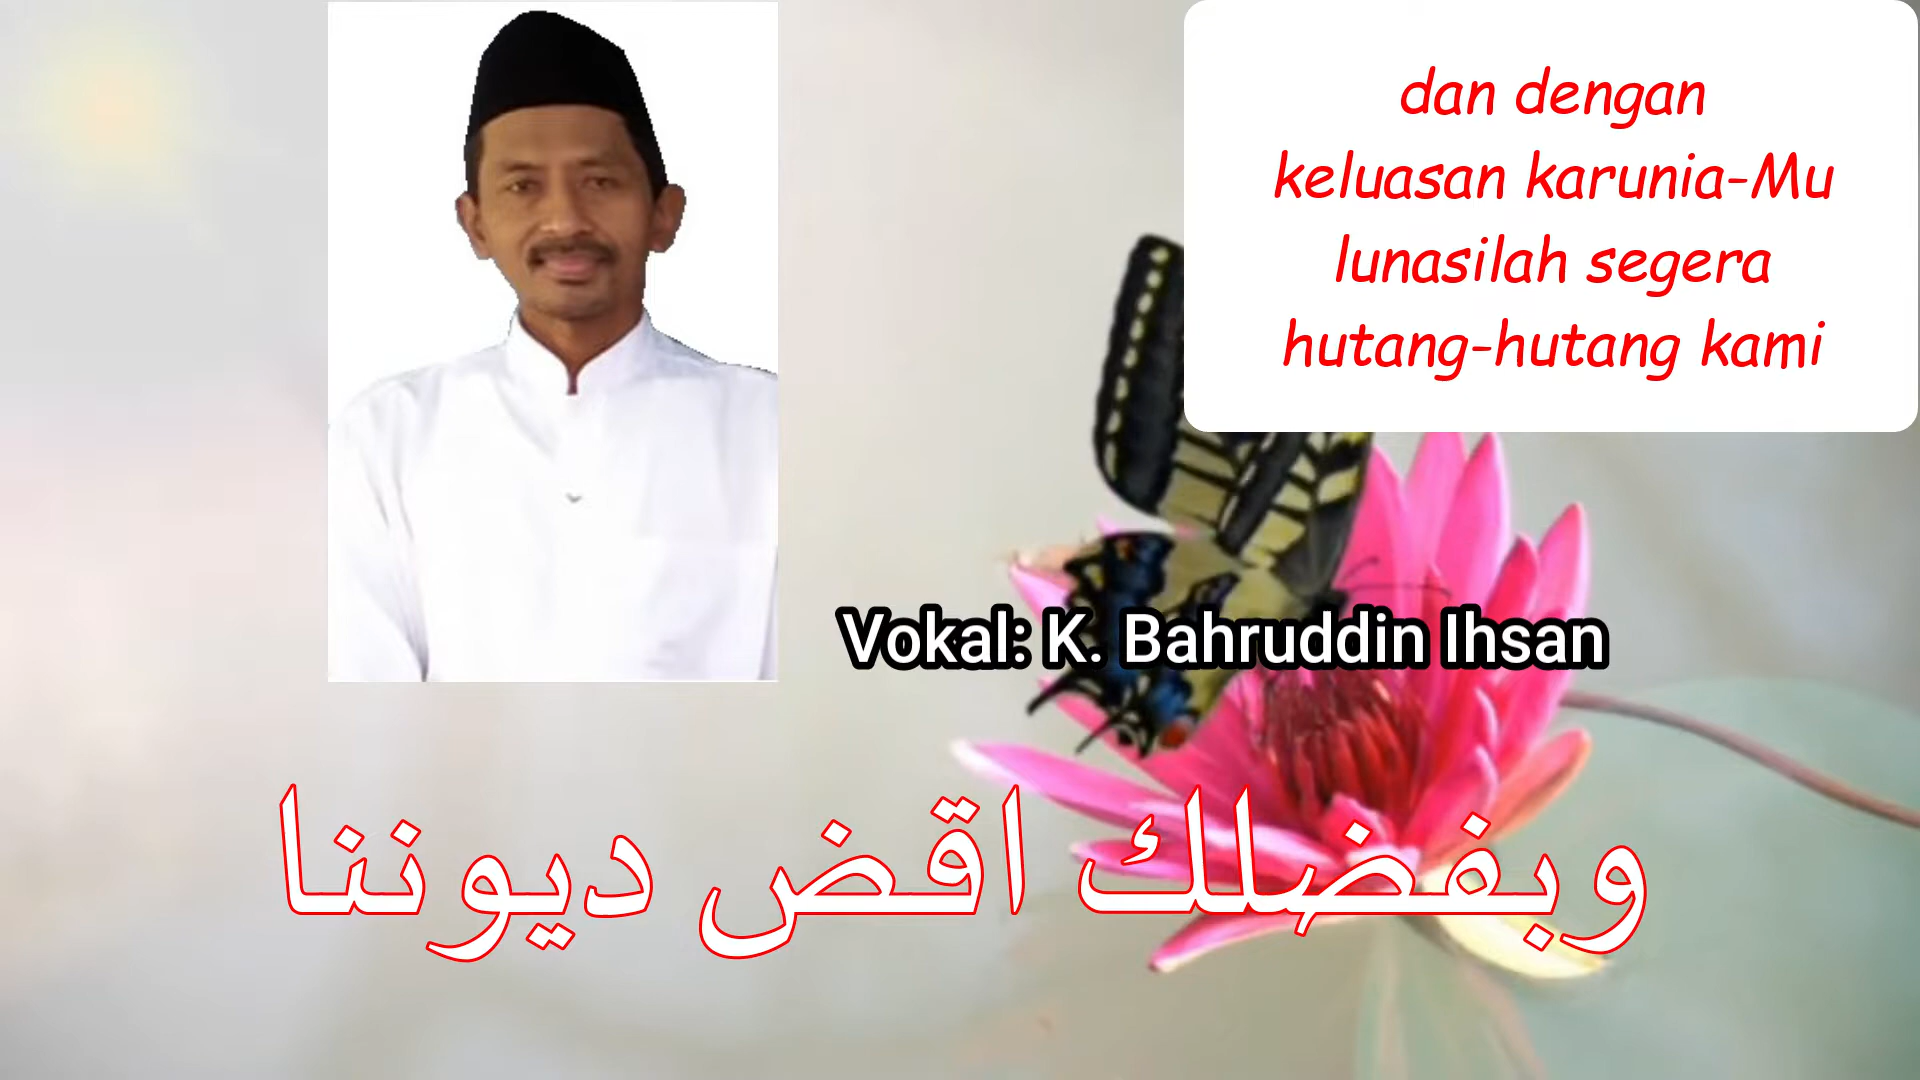 dan dengan
keluasan karunia-Mu
lunasilah segera
hutang-hutang kami
Vokal: K. Bahruddin Ihsan
وبفضلك اقض ديوننا